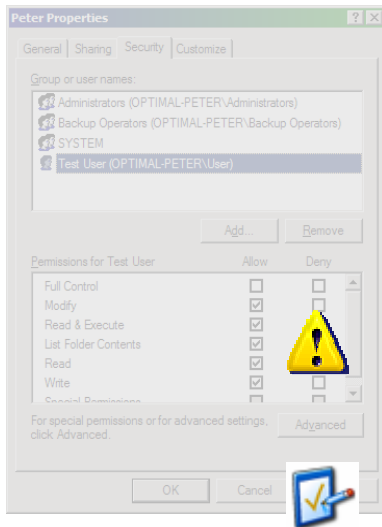 Peter Properties
General Sharing Security Customize
Group or user names:
Administrators (OPTIMAL-PETER\Administrators)
Backup Operators (OPTIMAL-PETER\Backup Operators)
SYSTEM
Test User (OPTIMAL-PETER\User)
Add... Remove
Permissions for Test User Allow Deny
Full Control
Modify
Read & Execute
List Folder Contents
Read
Write
Special Permissions
For special permissions or for advanced settings,
click Advanced.
Advanced
OK Cancel